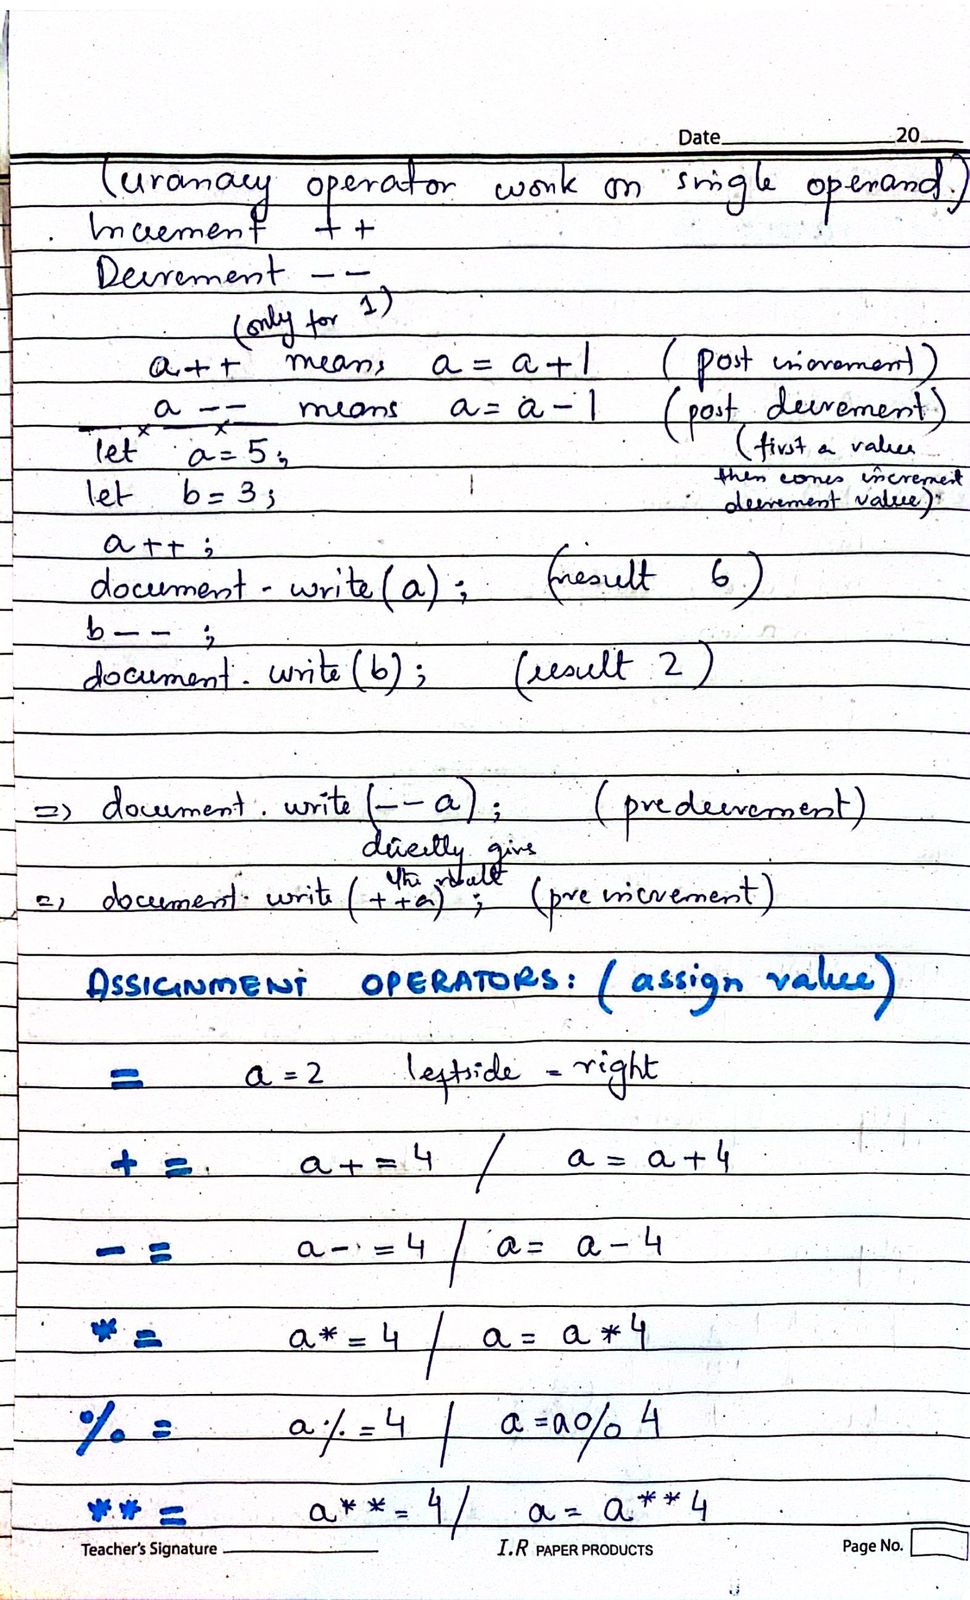 Date 20
(uranacy operator work on single operand.)
Increment ++
Decrement --
(only for 1)
a++ means a = a+1 (post increment)
a -- means a = a-1 (post decrement)
let a=5; (first a value
let b=3; then comes increment
decrement value)
a++;
document.write(a); (result 6)
b--;
document.write(b); (result 2)
=> document.write(--a); (predecrement)
directly give
the result
=> document.write(++a); (pre increment)
ASSIGNMENT OPERATORS: (assign value)
= a=2 leftside = right
+= a+=4 / a = a+4
-= a-=4 / a= a-4
*= a*=4 / a= a*4
%= a%=4 / a=a%4
**= a**=4 / a= a**4
Teacher's Signature I.R PAPER PRODUCTS Page No.